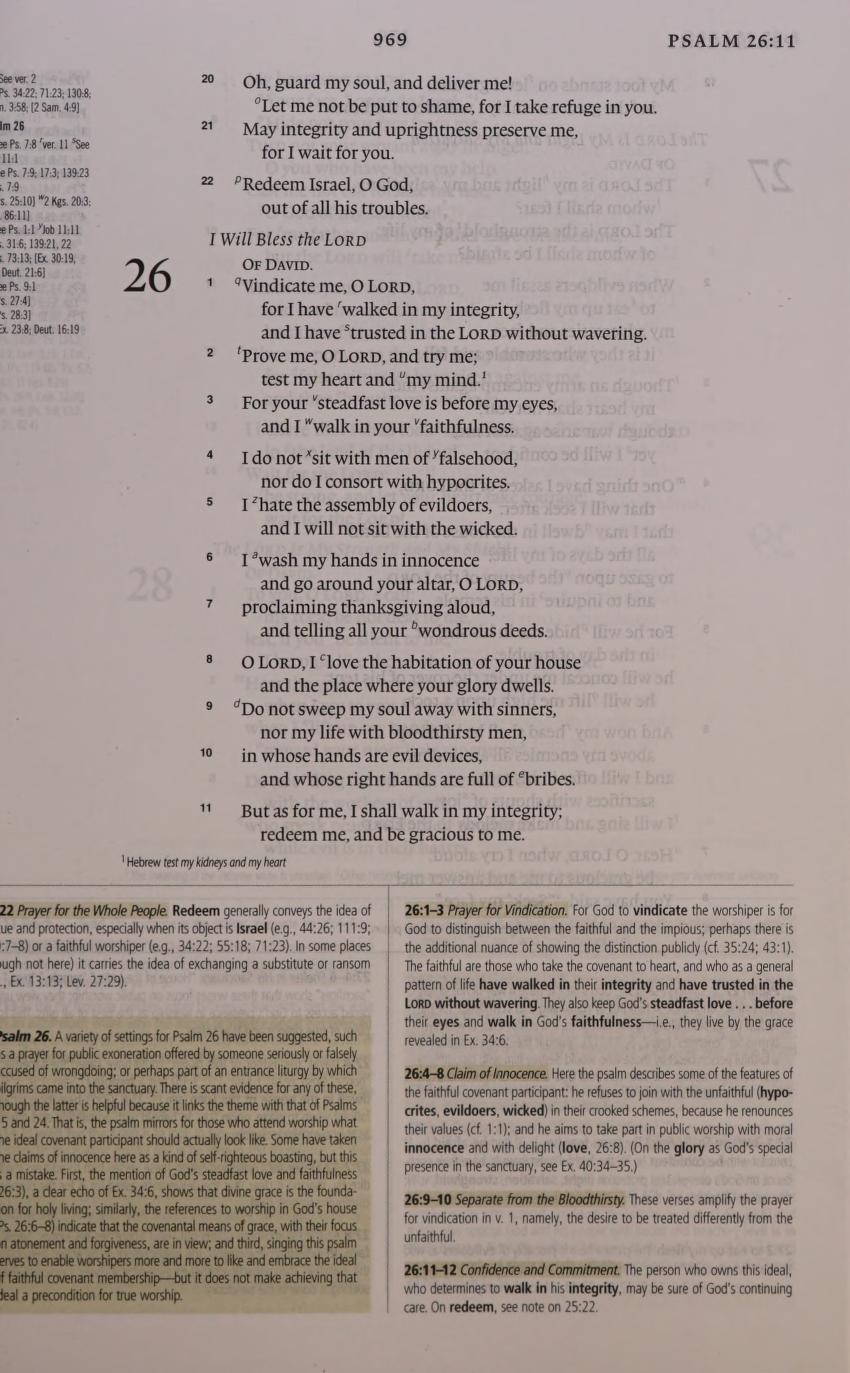 969 PSALM 26:11
See ver. 2
Ps. 34:22; 71:23; 130:8;
3:58; [2 Sam. 4:9]
26
Ps. 7:8 ʳver. 11 ˢSee
11:1
Ps. 7:9; 17:3; 139:23
7:9
25:10] ʷ2 Kgs. 20:3;
86:11]
Ps. 1:1 ʸJob 11:11
31:6; 139:21, 22
73:13; [Ex. 30:19;
Deut. 21:6]
Ps. 9:1
27:4]
28:3]
23:8; Deut. 16:19
20 Oh, guard my soul, and deliver me!
ᵒLet me not be put to shame, for I take refuge in you.
21 May integrity and uprightness preserve me,
for I wait for you.
22 ᵖRedeem Israel, O God,
out of all his troubles.
I Will Bless the LORD
26 OF DAVID.
1 ᑫVindicate me, O LORD,
for I have ʳwalked in my integrity,
and I have ˢtrusted in the LORD without wavering.
2 ᵗProve me, O LORD, and try me;
test my heart and ᵘmy mind.¹
3 For your ᵛsteadfast love is before my eyes,
and I ʷwalk in your ᵛfaithfulness.
4 I do not ˣsit with men of ʸfalsehood,
nor do I consort with hypocrites.
5 I ᶻhate the assembly of evildoers,
and I will not sit with the wicked.
6 I ᵃwash my hands in innocence
and go around your altar, O LORD,
7 proclaiming thanksgiving aloud,
and telling all your ᵇwondrous deeds.
8 O LORD, I ᶜlove the habitation of your house
and the place where your glory dwells.
9 ᵈDo not sweep my soul away with sinners,
nor my life with bloodthirsty men,
10 in whose hands are evil devices,
and whose right hands are full of ᵉbribes.
11 But as for me, I shall walk in my integrity;
redeem me, and be gracious to me.
¹ Hebrew test my kidneys and my heart
22 Prayer for the Whole People. Redeem generally conveys the idea of
and protection, especially when its object is Israel (e.g., 44:26; 111:9;
7–8) or a faithful worshiper (e.g., 34:22; 55:18; 71:23). In some places
not here) it carries the idea of exchanging a substitute or ransom
Ex. 13:13; Lev. 27:29).
Psalm 26. A variety of settings for Psalm 26 have been suggested, such
a prayer for public exoneration offered by someone seriously or falsely
of wrongdoing; or perhaps part of an entrance liturgy by which
came into the sanctuary. There is scant evidence for any of these,
the latter is helpful because it links the theme with that of Psalms
5 and 24. That is, the psalm mirrors for those who attend worship what
ideal covenant participant should actually look like. Some have taken
claims of innocence here as a kind of self-righteous boasting, but this
a mistake. First, the mention of God's steadfast love and faithfulness
26:3), a clear echo of Ex. 34:6, shows that divine grace is the founda-
for holy living; similarly, the references to worship in God's house
Ps. 26:6–8) indicate that the covenantal means of grace, with their focus
atonement and forgiveness, are in view; and third, singing this psalm
to enable worshipers more and more to like and embrace the ideal
faithful covenant membership—but it does not make achieving that
a precondition for true worship.
26:1–3 Prayer for Vindication. For God to vindicate the worshiper is for
God to distinguish between the faithful and the impious; perhaps there is
the additional nuance of showing the distinction publicly (cf. 35:24; 43:1).
The faithful are those who take the covenant to heart, and who as a general
pattern of life have walked in their integrity and have trusted in the
LORD without wavering. They also keep God's steadfast love . . . before
their eyes and walk in God's faithfulness—i.e., they live by the grace
revealed in Ex. 34:6.
26:4–8 Claim of Innocence. Here the psalm describes some of the features of
the faithful covenant participant: he refuses to join with the unfaithful (hypo-
crites, evildoers, wicked) in their crooked schemes, because he renounces
their values (cf. 1:1); and he aims to take part in public worship with moral
innocence and with delight (love, 26:8). (On the glory as God's special
presence in the sanctuary, see Ex. 40:34–35.)
26:9–10 Separate from the Bloodthirsty. These verses amplify the prayer
for vindication in v. 1, namely, the desire to be treated differently from the
unfaithful.
26:11–12 Confidence and Commitment. The person who owns this ideal,
who determines to walk in his integrity, may be sure of God's continuing
care. On redeem, see note on 25:22.